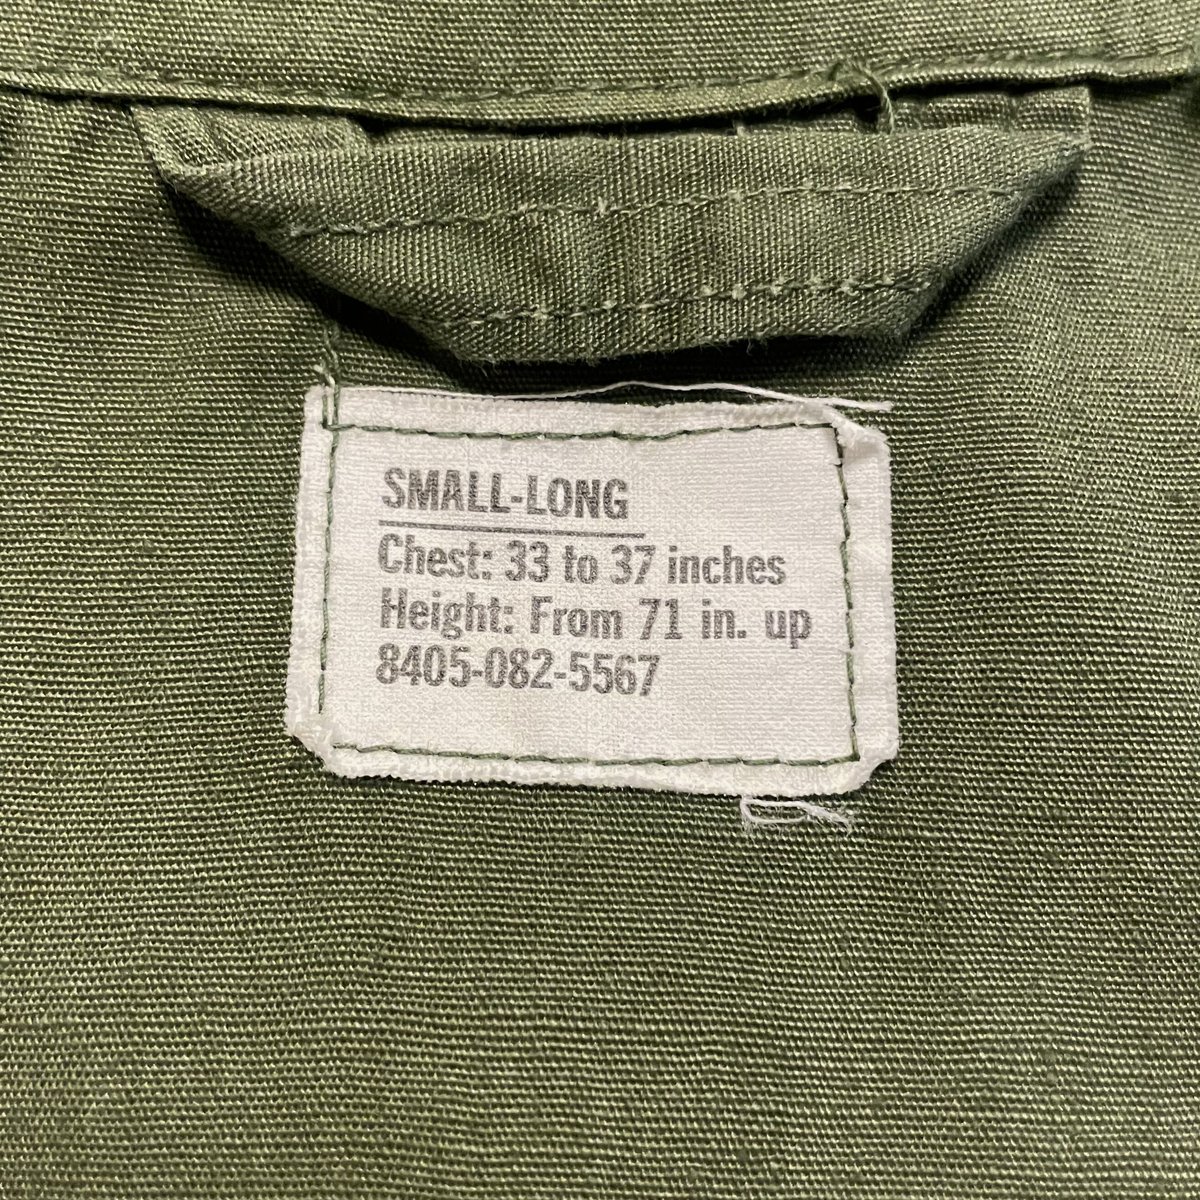 SMALL-LONG
Chest: 33 to 37 inches
Height: From 71 in. up
8405-082-5567